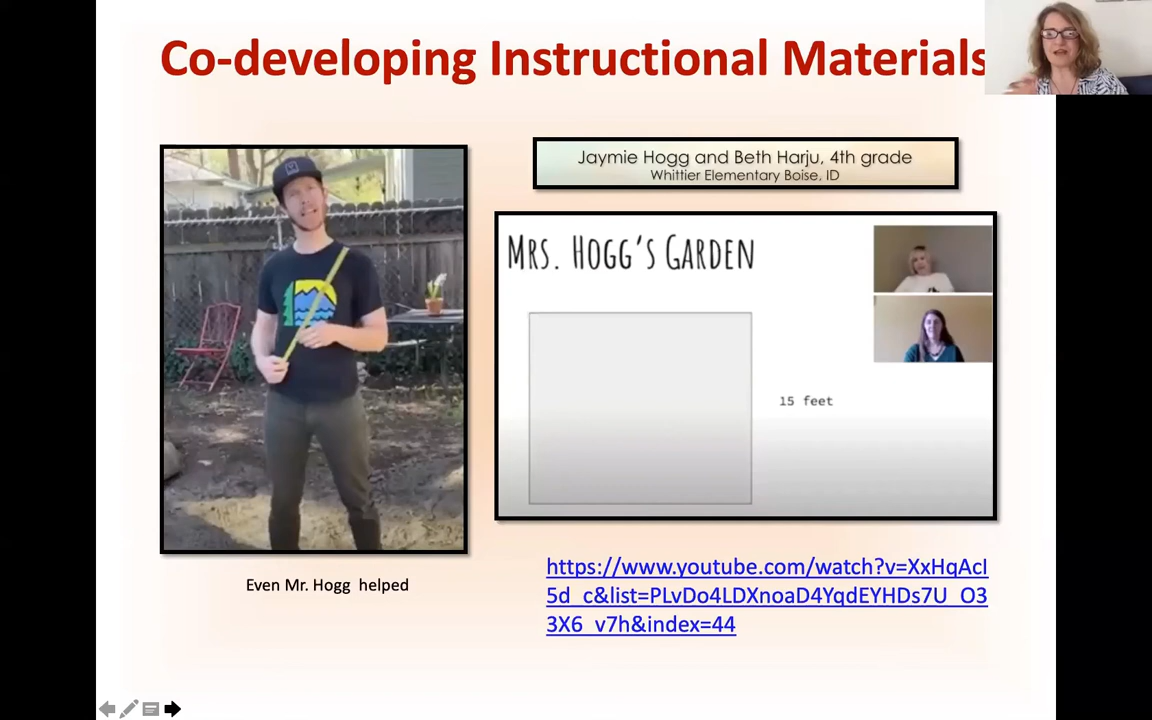 Co-developing Instructional Materials
Jaymie Hogg and Beth Harju, 4th grade
Whittier Elementary Boise, ID
MRS. HOGG'S GARDEN
15 feet
Even Mr. Hogg helped
https://www.youtube.com/watch?v=XxHqAcI
5d_c&list=PLvDo4LDXnoaD4YqdEYHDs7U_O3
3X6_v7h&index=44